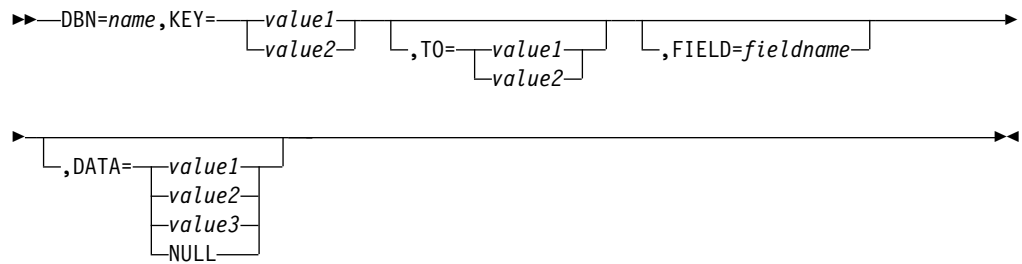 DBN=name,KEY= value1
value2
,TO= value1
value2
,FIELD=fieldname
,DATA= value1
value2
value3
NULL